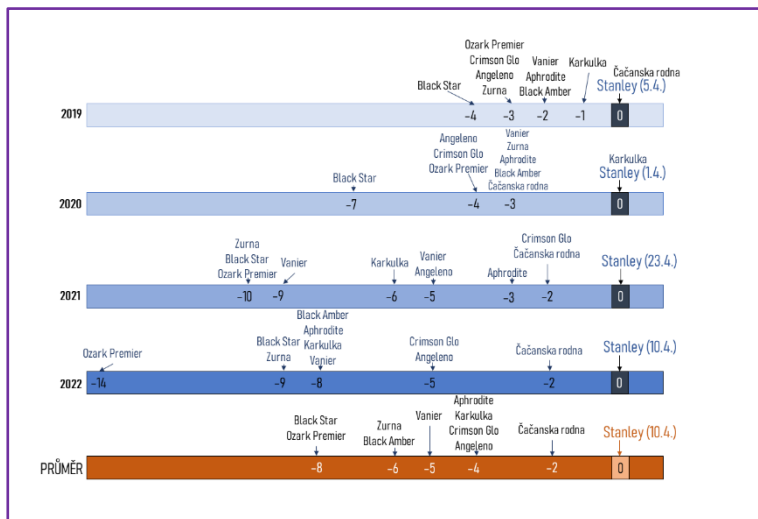 Ozark Premier
Crimson Glo
Angeleno
Zurna
Vanier
Aphrodite
Black Amber
Karkulka
Čačanska rodna
Black Star
Stanley (5.4.)
2019
-4
-3
-2
-1
0
Angeleno
Crimson Glo
Ozark Premier
Vanier
Zurna
Aphrodite
Black Amber
Čačanska rodna
Karkulka
Stanley (1.4.)
Black Star
2020
-7
-4
-3
0
Zurna
Black Star
Ozark Premier
Vanier
Karkulka
Vanier
Angeleno
Aphrodite
Crimson Glo
Čačanska rodna
Stanley (23.4.)
2021
-10
-9
-6
-5
-3
-2
0
Ozark Premier
Black Star
Zurna
Black Amber
Aphrodite
Karkulka
Vanier
Crimson Glo
Angeleno
Čačanska rodna
Stanley (10.4.)
2022
-14
-9
-8
-5
-2
0
Black Star
Ozark Premier
Zurna
Black Amber
Vanier
Aphrodite
Karkulka
Crimson Glo
Angeleno
Čačanska rodna
Stanley (10.4.)
PRŮMĚR
-8
-6
-5
-4
-2
0